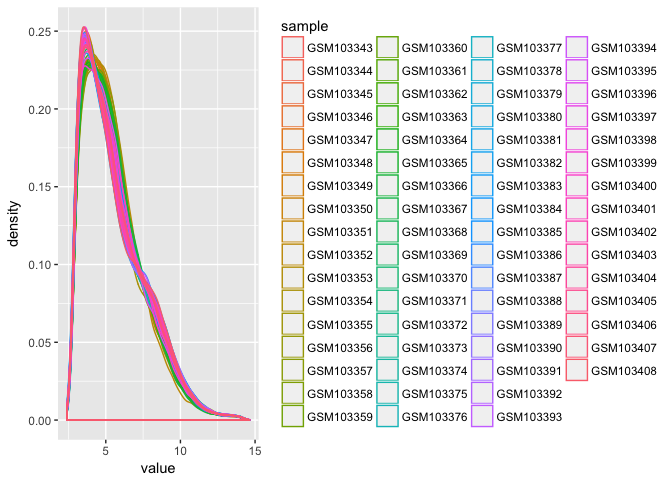 sample
GSM103343 GSM103360 GSM103377 GSM103394
GSM103344 GSM103361 GSM103378 GSM103395
GSM103345 GSM103362 GSM103379 GSM103396
GSM103346 GSM103363 GSM103380 GSM103397
GSM103347 GSM103364 GSM103381 GSM103398
GSM103348 GSM103365 GSM103382 GSM103399
GSM103349 GSM103366 GSM103383 GSM103400
GSM103350 GSM103367 GSM103384 GSM103401
GSM103351 GSM103368 GSM103385 GSM103402
GSM103352 GSM103369 GSM103386 GSM103403
GSM103353 GSM103370 GSM103387 GSM103404
GSM103354 GSM103371 GSM103388 GSM103405
GSM103355 GSM103372 GSM103389 GSM103406
GSM103356 GSM103373 GSM103390 GSM103407
GSM103357 GSM103374 GSM103391 GSM103408
GSM103358 GSM103375 GSM103392
GSM103359 GSM103376 GSM103393
0.25
0.20
0.15
0.10
0.05
0.00
density
5 10 15
value